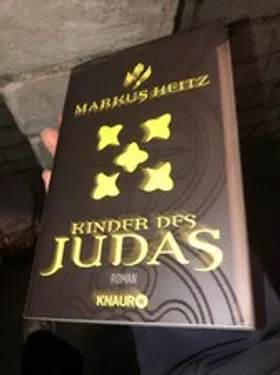 MARKUS HEITZ
KINDER DES
JUDAS
ROMAN
KNAUR